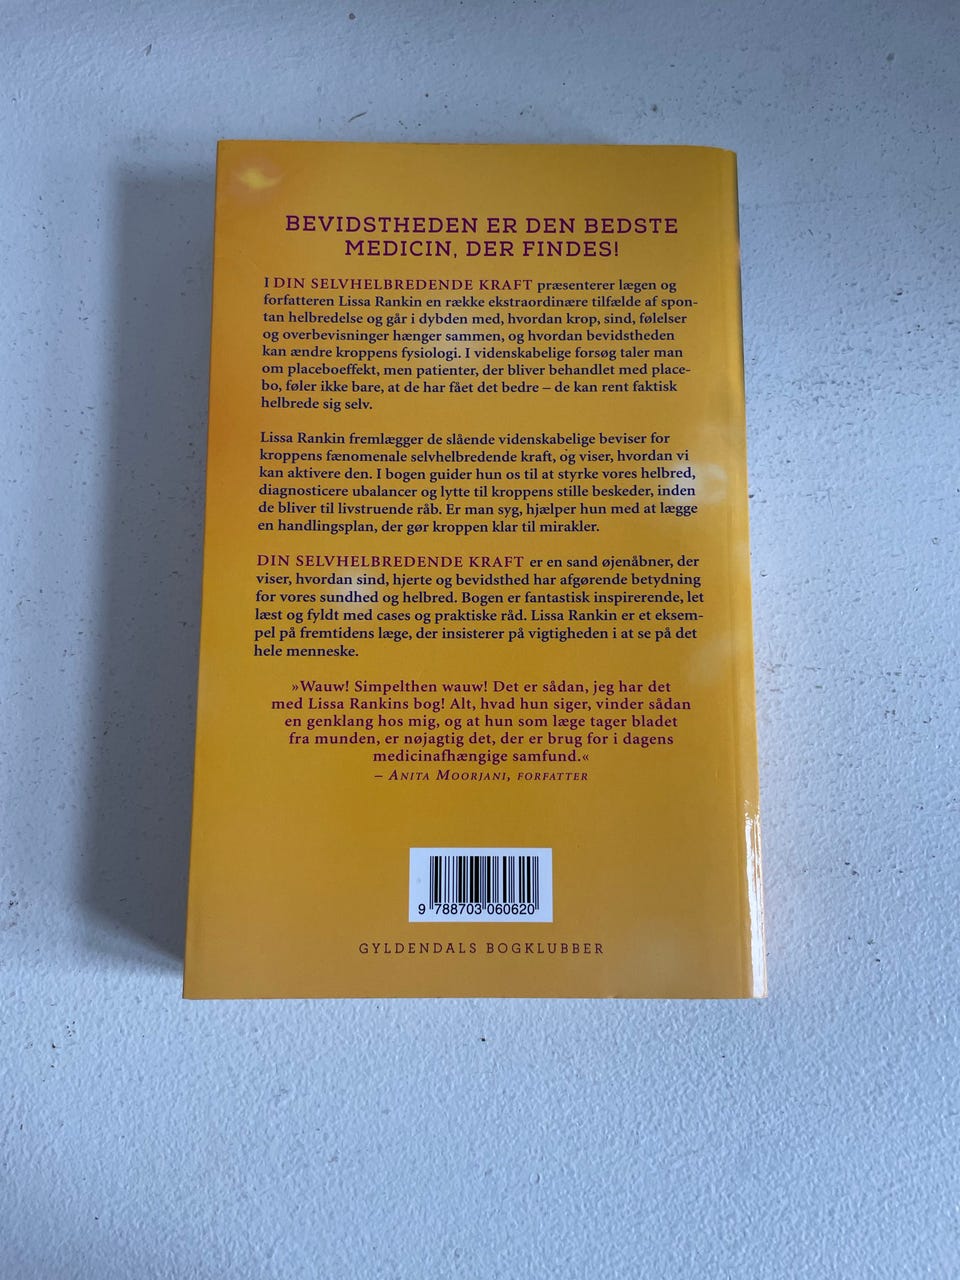 BEVIDSTHEDEN ER DEN BEDSTE
MEDICIN, DER FINDES!
I DIN SELVHELBREDENDE KRAFT præsenterer lægen og
forfatteren Lissa Rankin en række ekstraordinære tilfælde af spon-
tan helbredelse og går i dybden med, hvordan krop, sind, følelser
og overbevisninger hænger sammen, og hvordan bevidstheden
kan ændre kroppens fysiologi. I videnskabelige forsøg taler man
om placeboeffekt, men patienter, der bliver behandlet med place-
bo, føler ikke bare, at de har fået det bedre – de kan rent faktisk
helbrede sig selv.
Lissa Rankin fremlægger de slående videnskabelige beviser for
kroppens fænomenale selvhelbredende kraft, og viser, hvordan vi
kan aktivere den. I bogen guider hun os til at styrke vores helbred,
diagnosticere ubalancer og lytte til kroppens stille beskeder, inden
de bliver til livstruende råb. Er man syg, hjælper hun med at lægge
en handlingsplan, der gør kroppen klar til mirakler.
DIN SELVHELBREDENDE KRAFT er en sand øjenåbner, der
viser, hvordan sind, hjerte og bevidsthed har afgørende betydning
for vores sundhed og helbred. Bogen er fantastisk inspirerende, let
læst og fyldt med cases og praktiske råd. Lissa Rankin er et eksem-
pel på fremtidens læge, der insisterer på vigtigheden i at se på det
hele menneske.
»Wauw! Simpelthen wauw! Det er sådan, jeg har det
med Lissa Rankins bog! Alt, hvad hun siger, vinder sådan
en genklang hos mig, og at hun som læge tager bladet
fra munden, er nøjagtig det, der er brug for i dagens
medicinafhængige samfund.«
– ANITA MOORJANI, FORFATTER
9 788703 060620
GYLDENDALS BOGKLUBBER